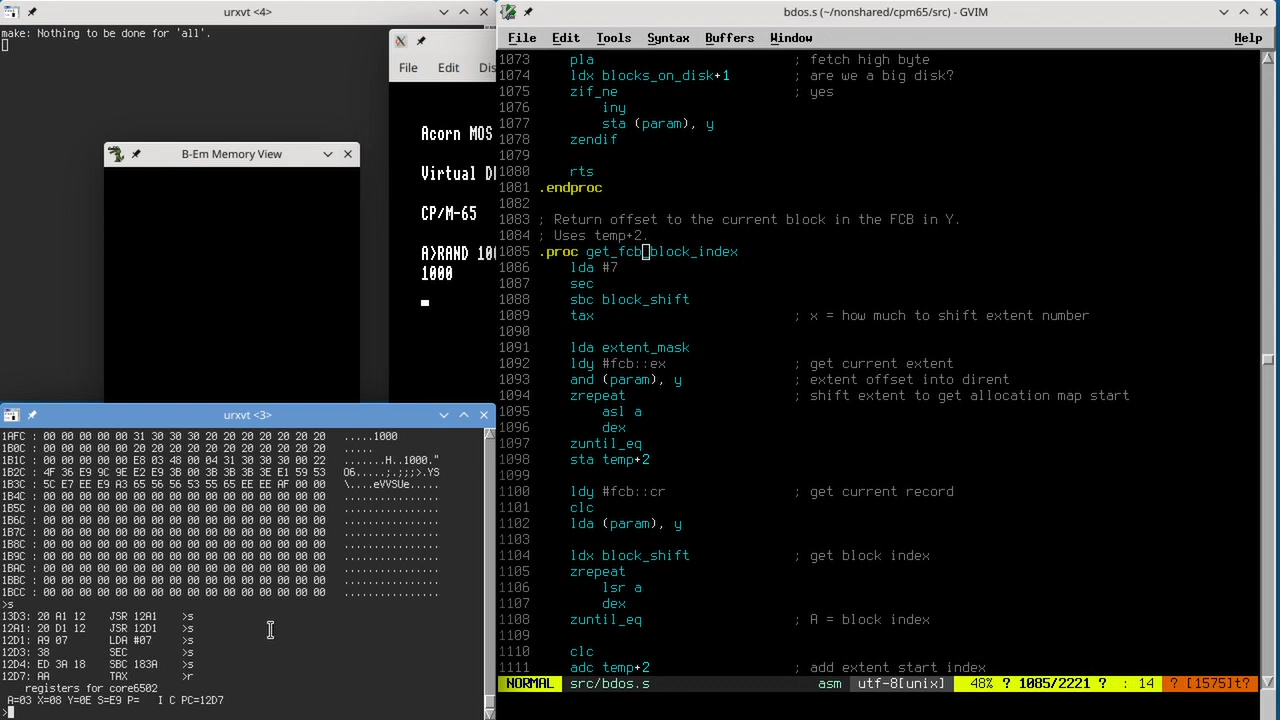 urxvt <4>
make: Nothing to be done for 'all'.
File Edit Dis
Acorn MOS
Virtual D
CP/M-65
A>RAND 100
1000
B-Em Memory View
urxvt <3>
1AFC : 00 00 00 00 00 31 30 30 30 20 20 20 20 20 20 20 .....1000
1B0C : 00 20 20 20 20 20 20 20 20 20 20 20 00 00 00 00 .....
1B1C : 00 00 00 00 00 00 E8 03 48 00 04 31 30 30 30 00 22 .......H..1000."
1B2C : 4F 36 E9 9C 9E E2 E9 3B 00 3B 3B 3B 3E E1 59 53 O6.....;.;;;>.YS
1B3C : 5C E7 EE E9 A3 65 56 56 53 55 65 EE EE AF 00 00 \....eVVSUe.....
1B4C : 00 00 00 00 00 00 00 00 00 00 00 00 00 00 00 00 ................
1B5C : 00 00 00 00 00 00 00 00 00 00 00 00 00 00 00 00 ................
1B6C : 00 00 00 00 00 00 00 00 00 00 00 00 00 00 00 00 ................
1B7C : 00 00 00 00 00 00 00 00 00 00 00 00 00 00 00 00 ................
1B8C : 00 00 00 00 00 00 00 00 00 00 00 00 00 00 00 00 ................
1B9C : 00 00 00 00 00 00 00 00 00 00 00 00 00 00 00 00 ................
1BAC : 00 00 00 00 00 00 00 00 00 00 00 00 00 00 00 00 ................
1BBC : 00 00 00 00 00 00 00 00 00 00 00 00 00 00 00 00 ................
1BCC : 00 00 00 00 00 00 00 00 00 00 00 00 00 00 00 00 ................
>s
13D3: 20 A1 12 JSR 12A1 >s
12A1: 20 D1 12 JSR 12D1 >s
12D1: A9 07 LDA #07 >s
12D3: 38 SEC >s
12D4: ED 3A 18 SBC 183A >s
12D7: AA TAX >r
registers for core6502
A=03 X=08 Y=0E S=E9 P= I C PC=12D7
>
bdos.s (~/nonshared/cpm65/src) - GVIM
File Edit Tools Syntax Buffers Window Help
1073 pla ; fetch high byte
1074 ldx blocks_on_disk+1 ; are we a big disk?
1075 zif_ne ; yes
1076 iny
1077 sta (param), y
1078 zendif
1079
1080 rts
1081 .endproc
1082
1083 ; Return offset to the current block in the FCB in Y.
1084 ; Uses temp+2.
1085 .proc get_fcb_block_index
1086 lda #7
1087 sec
1088 sbc block_shift
1089 tax ; x = how much to shift extent number
1090
1091 lda extent_mask
1092 ldy #fcb::ex ; get current extent
1093 and (param), y ; extent offset into dirent
1094 zrepeat ; shift extent to get allocation map start
1095 asl a
1096 dex
1097 zuntil_eq
1098 sta temp+2
1099
1100 ldy #fcb::cr ; get current record
1101 clc
1102 lda (param), y
1103
1104 ldx block_shift ; get block index
1105 zrepeat
1106 lsr a
1107 dex
1108 zuntil_eq ; A = block index
1109
1110 clc
1111 adc temp+2 ; add extent start index
NORMAL src/bdos.s asm utf-8[unix] 48% ? 1085/2221 ? : 14 ? [1575]t?